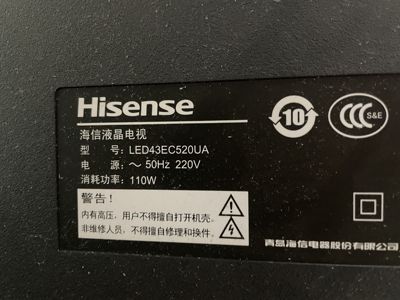 Hisense
海信液晶电视
型 号：LED43EC520UA
电 源：～ 50Hz 220V
消耗功率：110W
警告！
内有高压，用户不得擅自打开机壳。
非维修人员，不得擅自修理和换件。
10
CCC
S&E
青岛海信电器股份有限公司